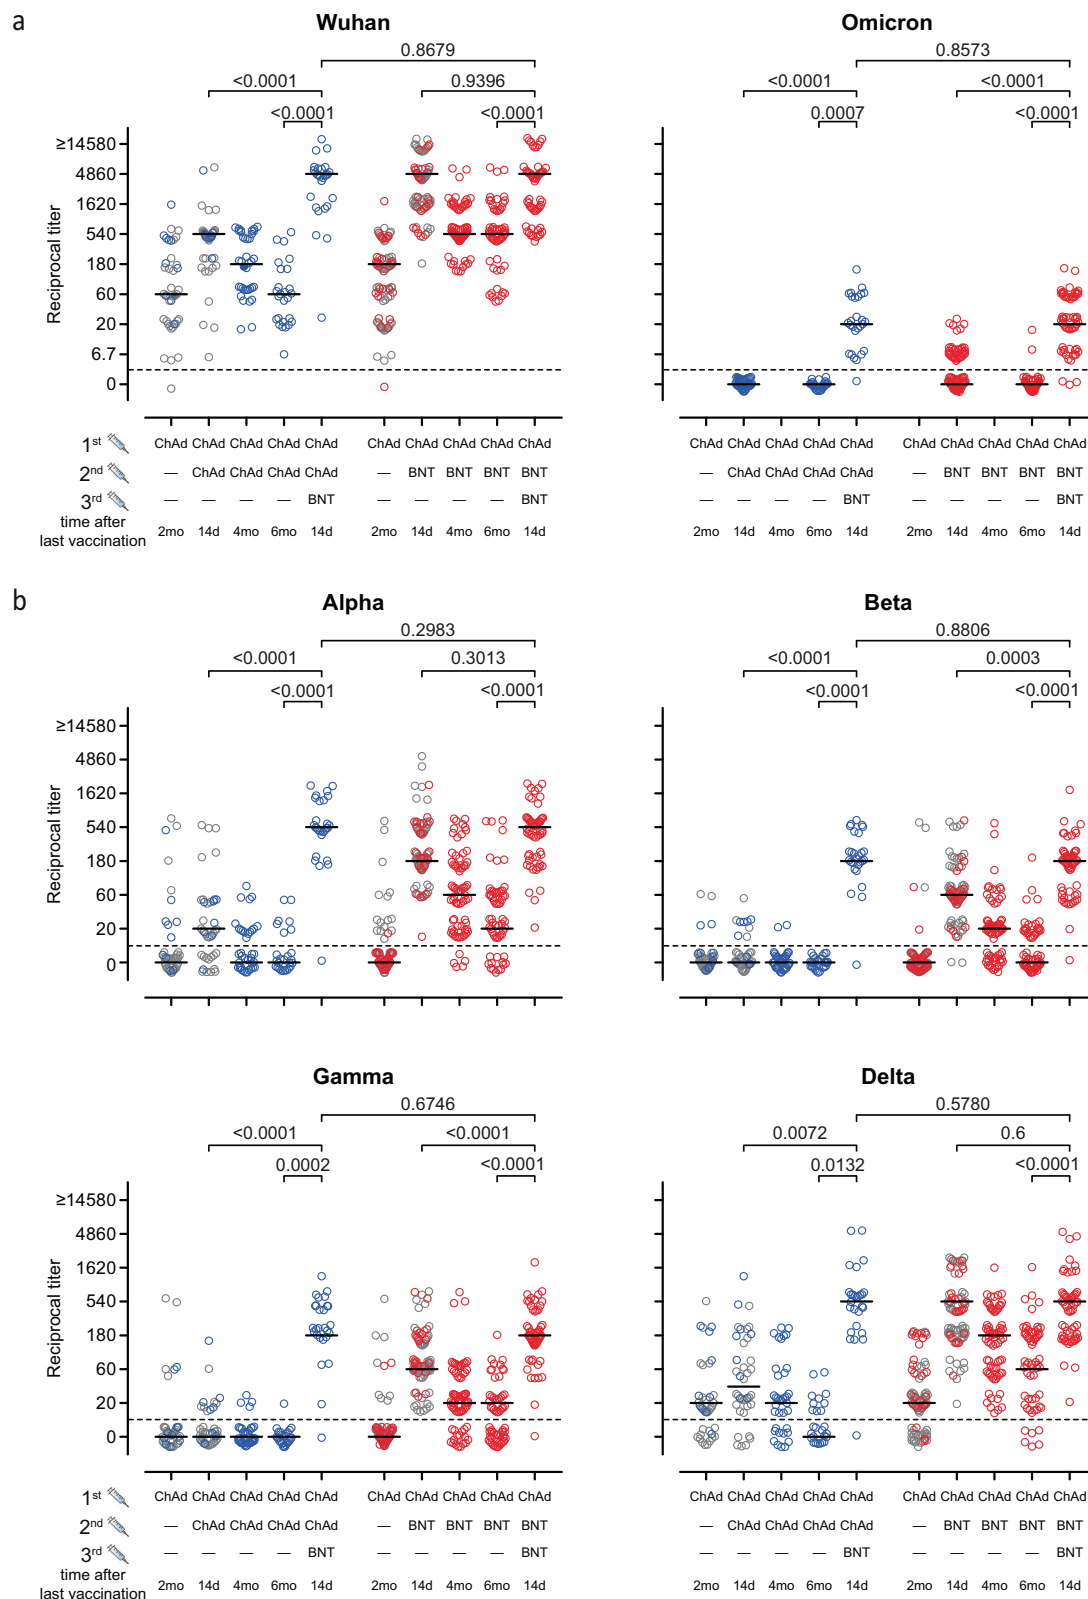 a
Wuhan
Omicron
0.8679
0.8573
<0.0001
0.9396
<0.0001
<0.0001
<0.0001
<0.0001
0.0007
<0.0001
Reciprocal titer
≥14580
4860
1620
540
180
60
20
6.7
0
1st ChAd ChAd ChAd ChAd ChAd ChAd ChAd ChAd ChAd ChAd ChAd ChAd ChAd ChAd ChAd ChAd ChAd ChAd ChAd ChAd
2nd — ChAd ChAd ChAd ChAd — BNT BNT BNT BNT — ChAd ChAd ChAd ChAd — BNT BNT BNT BNT
3rd — — — — BNT — — — — BNT — — — — BNT — — — — BNT
time after
last vaccination 2mo 14d 4mo 6mo 14d 2mo 14d 4mo 6mo 14d 2mo 14d 4mo 6mo 14d 2mo 14d 4mo 6mo 14d
b
Alpha
Beta
0.2983
0.8806
<0.0001
0.3013
<0.0001
0.0003
<0.0001
<0.0001
<0.0001
<0.0001
Reciprocal titer
≥14580
4860
1620
540
180
60
20
0
Gamma
Delta
0.6746
0.5780
<0.0001
<0.0001
0.0072
0.6
0.0002
<0.0001
0.0132
<0.0001
Reciprocal titer
≥14580
4860
1620
540
180
60
20
0
1st ChAd ChAd ChAd ChAd ChAd ChAd ChAd ChAd ChAd ChAd ChAd ChAd ChAd ChAd ChAd ChAd ChAd ChAd ChAd ChAd
2nd — ChAd ChAd ChAd ChAd — BNT BNT BNT BNT — ChAd ChAd ChAd ChAd — BNT BNT BNT BNT
3rd — — — — BNT — — — — BNT — — — — BNT — — — — BNT
time after
last vaccination 2mo 14d 4mo 6mo 14d 2mo 14d 4mo 6mo 14d 2mo 14d 4mo 6mo 14d 2mo 14d 4mo 6mo 14d